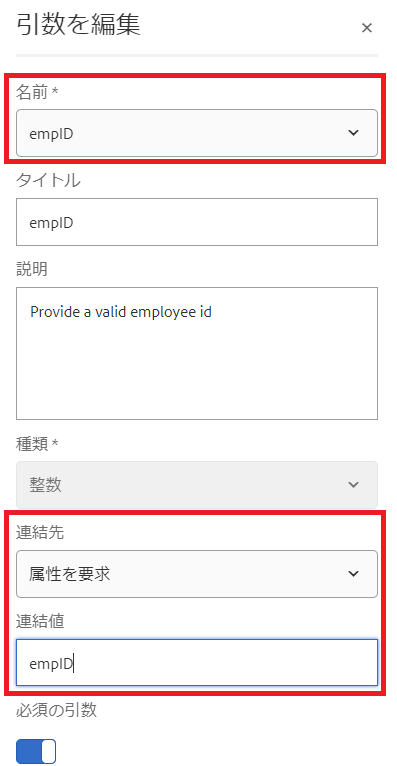 引数を編集
名前 *
empID
タイトル
empID
説明
Provide a valid employee id
種類 *
整数
連結先
属性を要求
連結値
empID
必須の引数